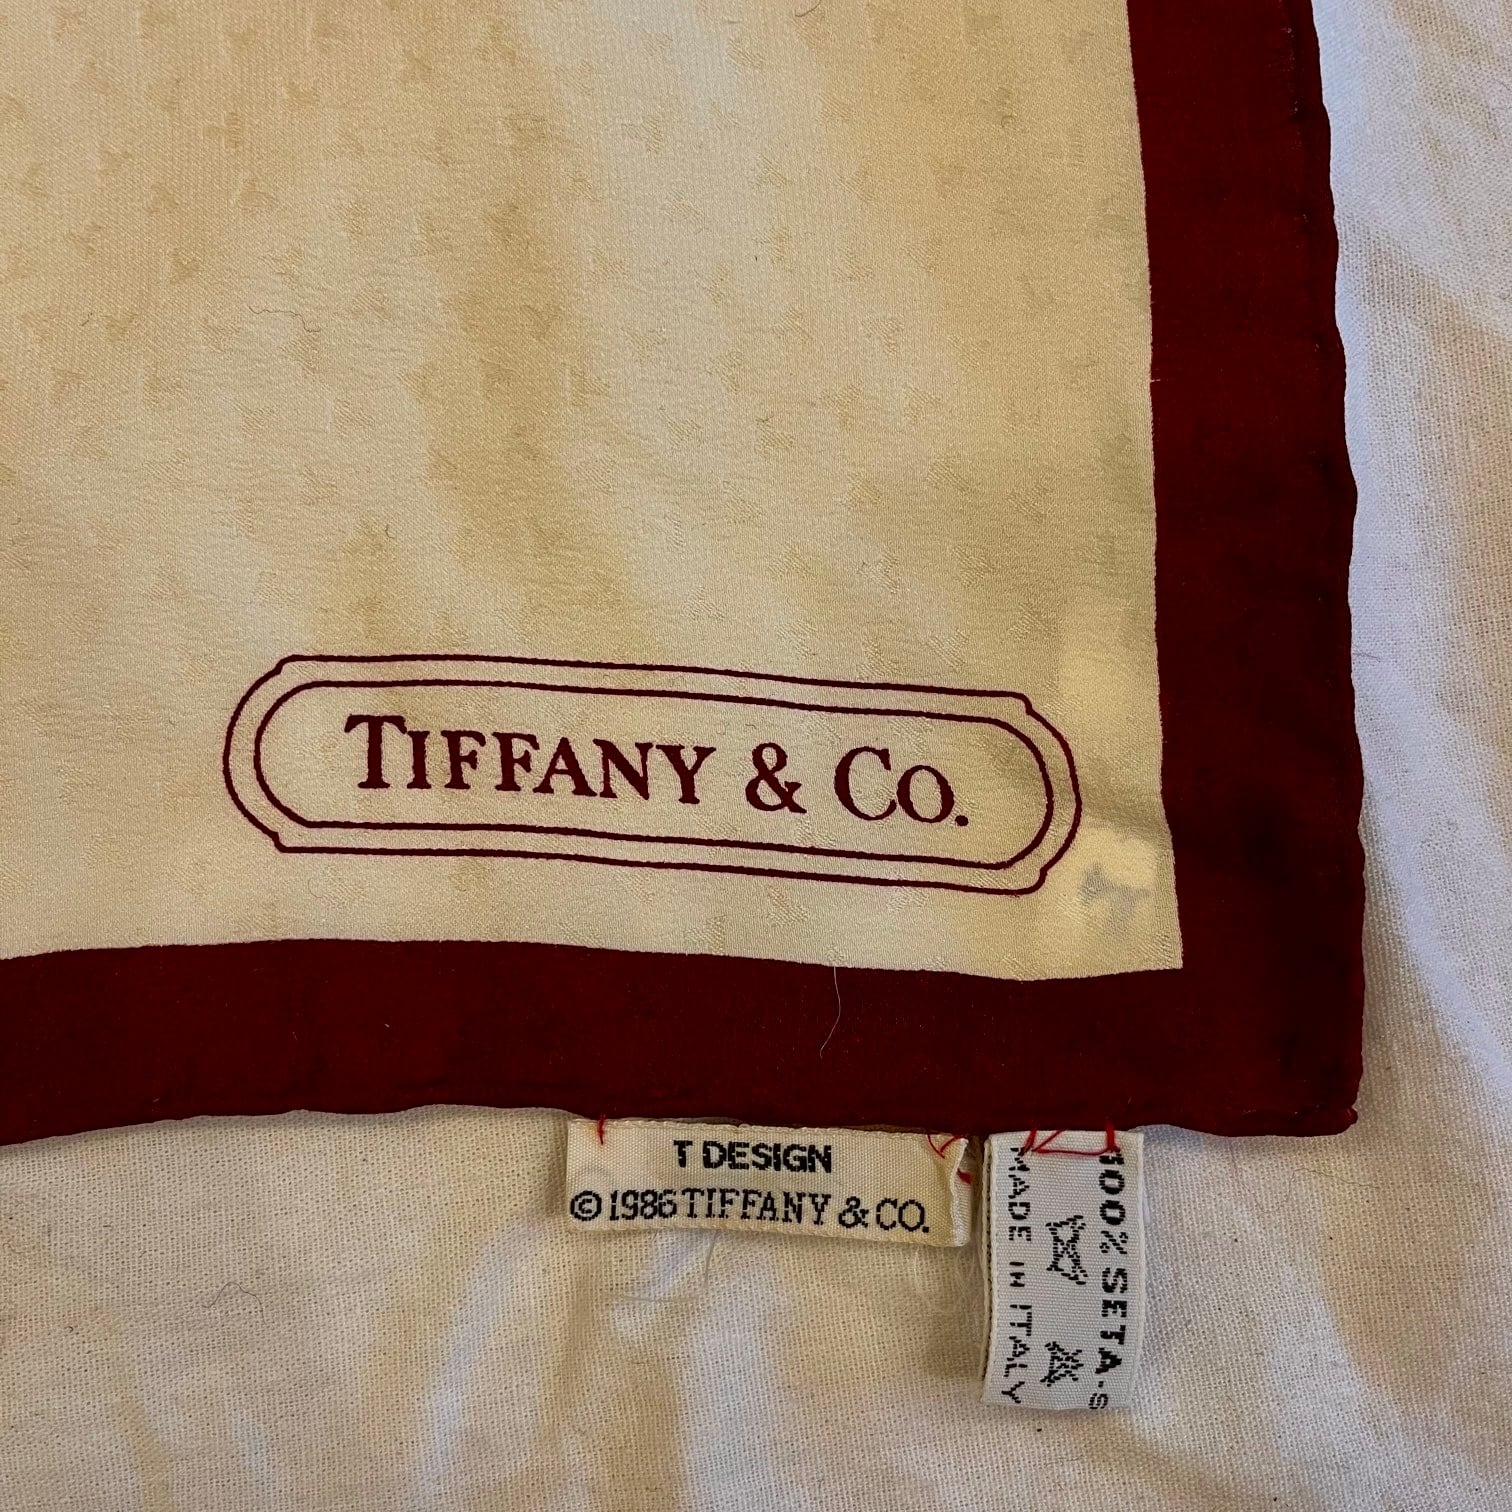 TIFFANY & CO.
T DESIGN
© 1986 TIFFANY & CO.
100% SETA-S
MADE IN ITALY